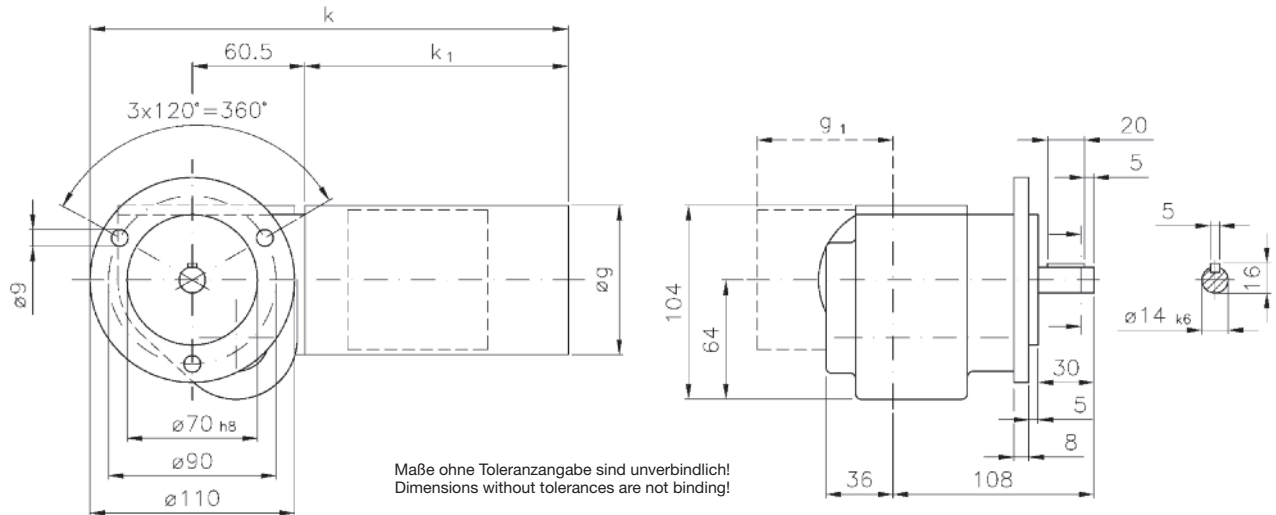 k
60.5 k1
3x120°=360°
ø9
ø9
ø70 h8
ø90
ø110
Maße ohne Toleranzangabe sind unverbindlich!
Dimensions without tolerances are not binding!
g1
20
5
104
64
30
5
8
36
108
5
16
ø14 k6